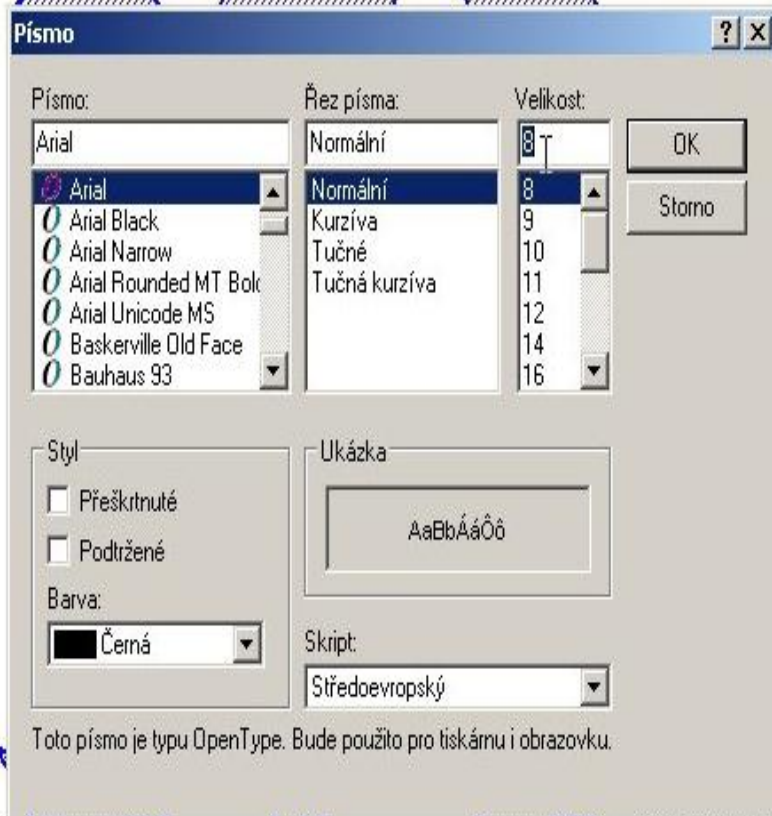 Písmo
Písmo:
Řez písma:
Velikost:
Arial
Normální
8
OK
Storno
Arial
Arial Black
Arial Narrow
Arial Rounded MT Bold
Arial Unicode MS
Baskerville Old Face
Bauhaus 93
Normální
Kurzíva
Tučné
Tučná kurzíva
8
9
10
11
12
14
16
Styl
Přeškrtnuté
Podtržené
Barva:
Černá
Ukázka
AaBbÁáÔô
Skript:
Středoevropský
Toto písmo je typu OpenType. Bude použito pro tiskárnu i obrazovku.